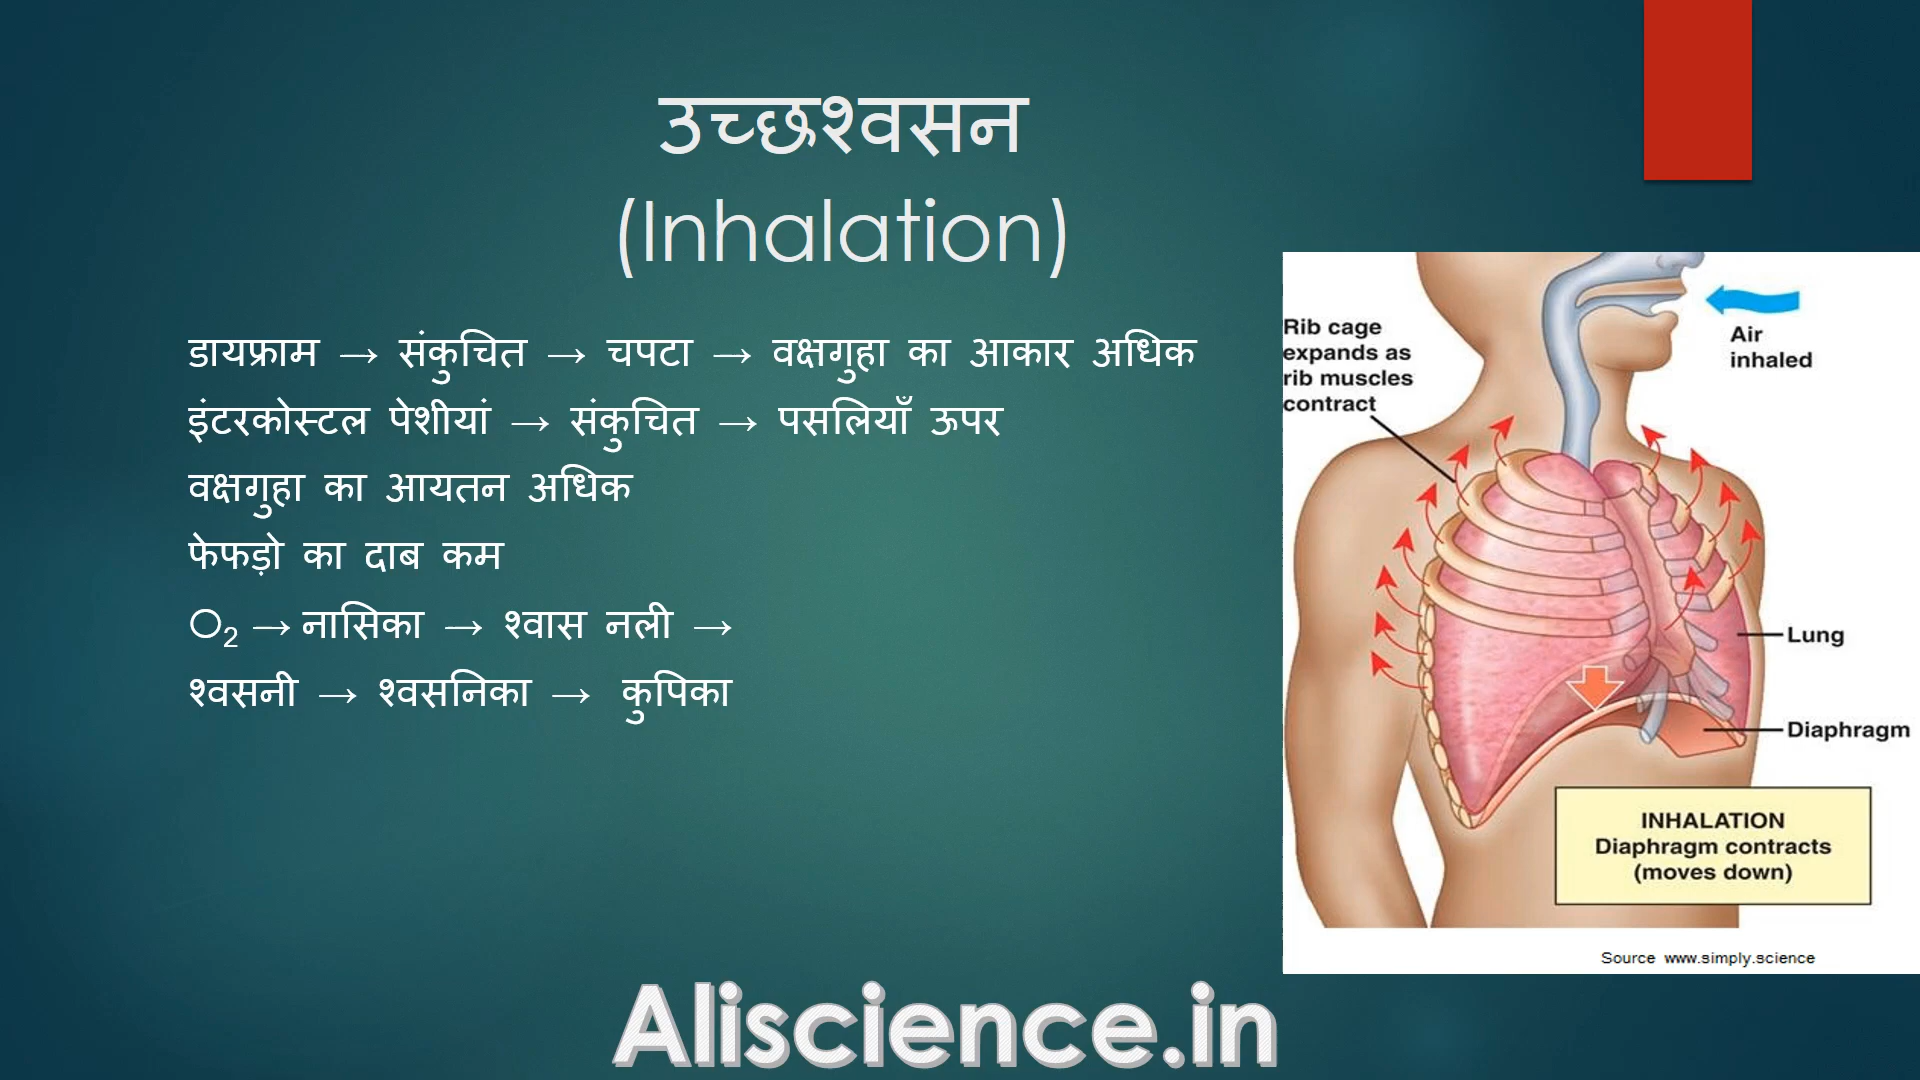 उच्छश्वसन
(Inhalation)
डायफ्राम → संकुचित → चपटा → वक्षगुहा का आकार अधिक
इंटरकोस्टल पेशीयां → संकुचित → पसलियाँ ऊपर
वक्षगुहा का आयतन अधिक
फेफड़ो का दाब कम
O₂ → नासिका → श्वास नली →
श्वसनी → श्वसनिका → कुपिका
Rib cage
expands as
rib muscles
contract
Air
inhaled
Lung
Diaphragm
INHALATION
Diaphragm contracts
(moves down)
Source www.simply.science
Aliscience.in